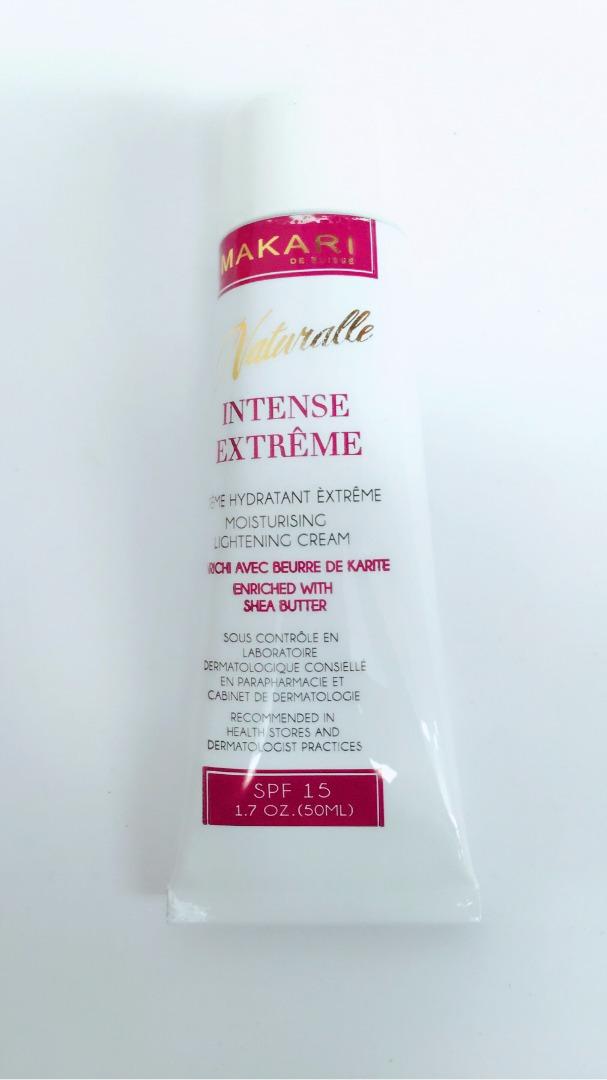 MAKARI
DE SUISSE
Naturalle
INTENSE
EXTRÊME
HYDRATANT ÈXTRÊME
MOISTURISING
LIGHTENING CREAM
AVEC BEURRE DE KARITE
ENRICHED WITH
SHEA BUTTER
SOUS CONTRÔLE EN
LABORATOIRE
DERMATOLOGIQUE CONSIELLÉ
EN PARAPHARMACIE ET
CABINET DE DERMATOLOGIE
RECOMMENDED IN
HEALTH STORES AND
DERMATOLOGIST PRACTICES
SPF 15
1.7 OZ.(50ML)